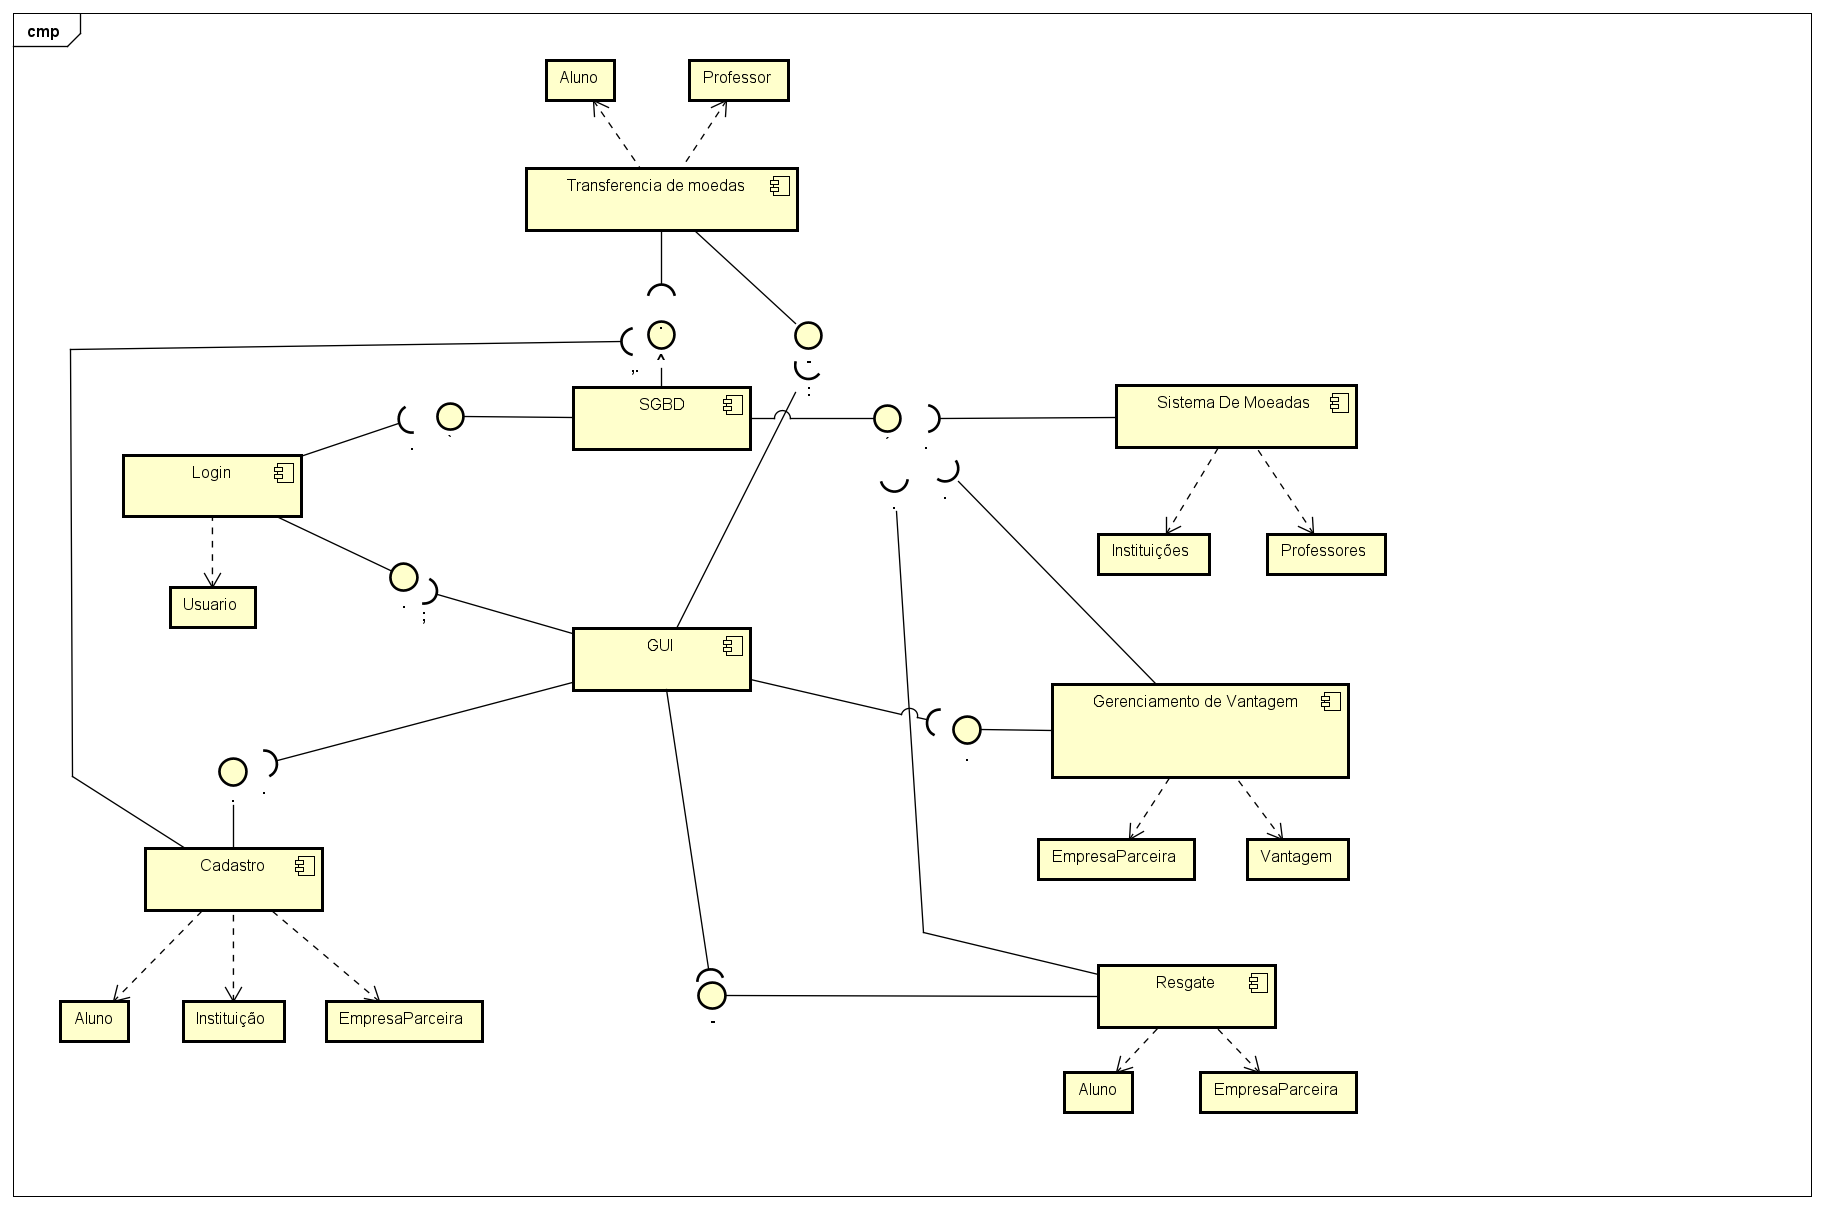 cmp
Aluno
Professor
Transferencia de moedas
SGBD
Sistema De Moeadas
Login
Instituições
Professores
Usuario
GUI
Gerenciamento de Vantagem
EmpresaParceira
Vantagem
Cadastro
Resgate
Aluno
Instituição
EmpresaParceira
Aluno
EmpresaParceira